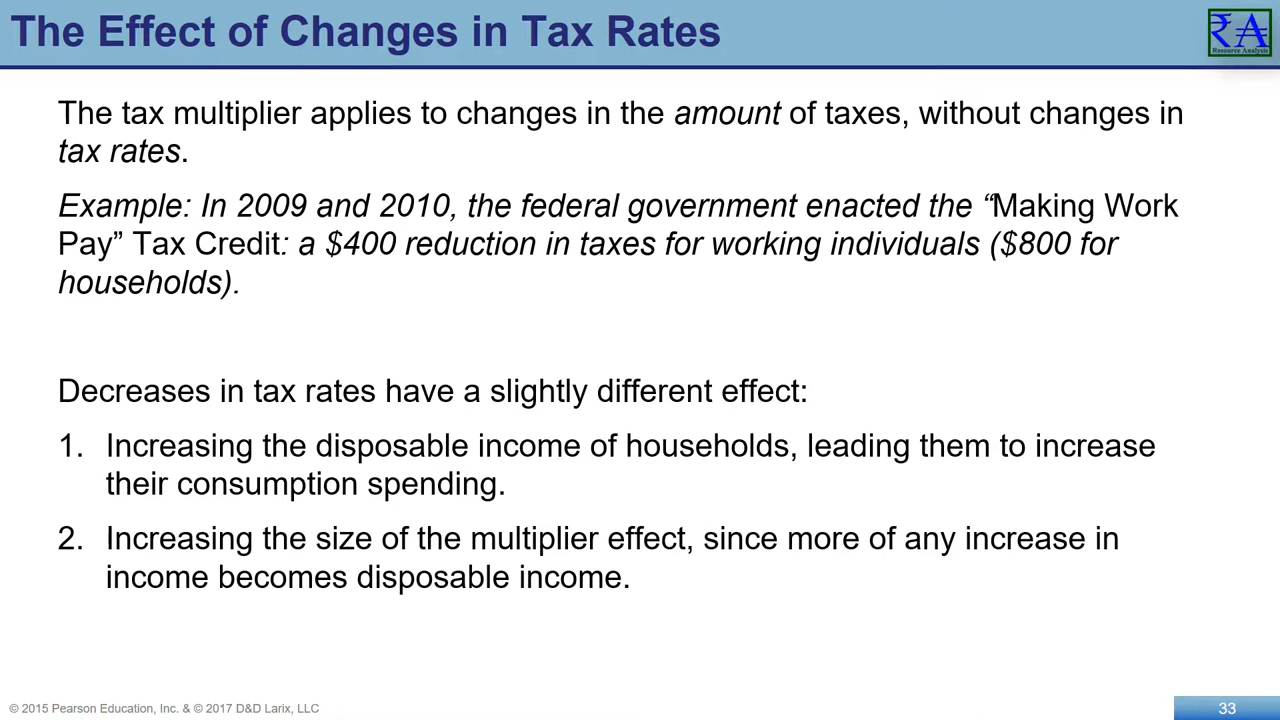 The Effect of Changes in Tax Rates
₹A
Resource Analysis
The tax multiplier applies to changes in the amount of taxes, without changes in
tax rates.
Example: In 2009 and 2010, the federal government enacted the “Making Work
Pay” Tax Credit: a $400 reduction in taxes for working individuals ($800 for
households).
Decreases in tax rates have a slightly different effect:
1. Increasing the disposable income of households, leading them to increase
their consumption spending.
2. Increasing the size of the multiplier effect, since more of any increase in
income becomes disposable income.
© 2015 Pearson Education, Inc. & © 2017 D&D Larix, LLC
33